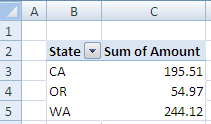 A B C
1
2 State Sum of Amount
3 CA 195.51
4 OR 54.97
5 WA 244.12